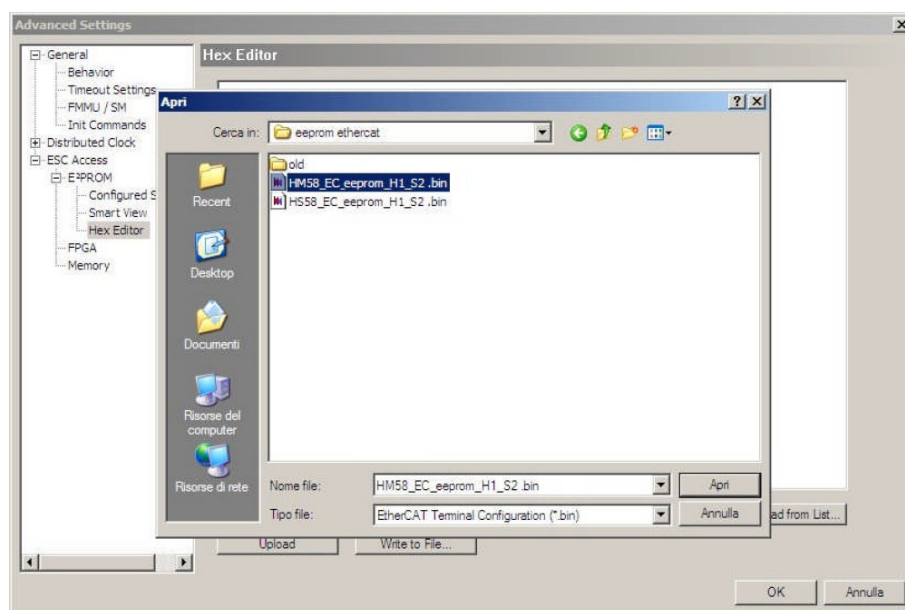 Advanced Settings
General
Behavior
Timeout Settings
FMMU / SM
Init Commands
Distributed Clock
ESC Access
E²PROM
Configured S
Smart View
Hex Editor
FPGA
Memory
Hex Editor
Apri
Cerca in:
eeprom ethercat
Recent
Desktop
Documenti
Risorse del
computer
Risorse di rete
old
HM58_EC_eeprom_H1_S2 .bin
HS58_EC_eeprom_H1_S2 .bin
Nome file:
HM58_EC_eeprom_H1_S2 .bin
Apri
Tipo file:
EtherCAT Terminal Configuration (*.bin)
Annulla
ad from List...
Upload
Write to File...
OK
Annulla